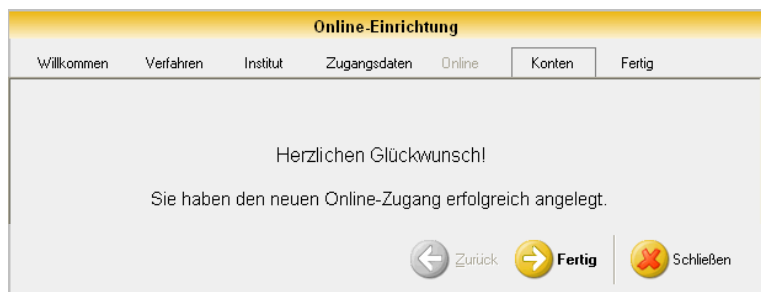 Online-Einrichtung
Willkommen Verfahren Institut Zugangsdaten Online Konten Fertig
Herzlichen Glückwunsch!
Sie haben den neuen Online-Zugang erfolgreich angelegt.
Zurück Fertig Schließen